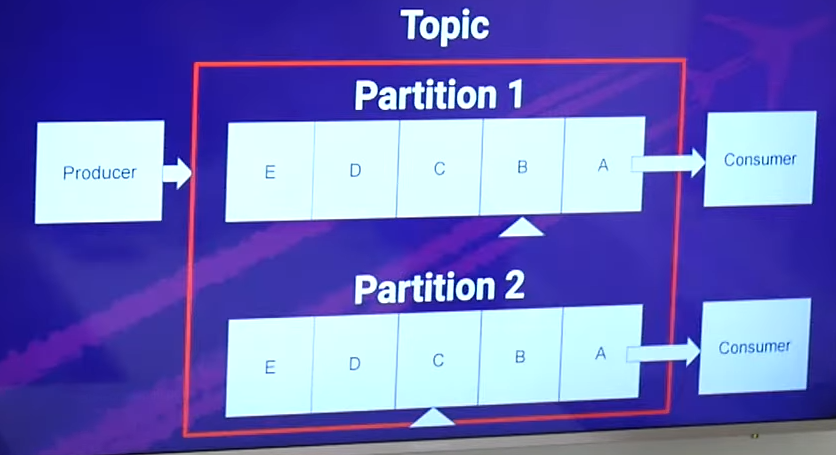 Topic
Partition 1
Producer
E D C B A
Consumer
Partition 2
E D C B A
Consumer